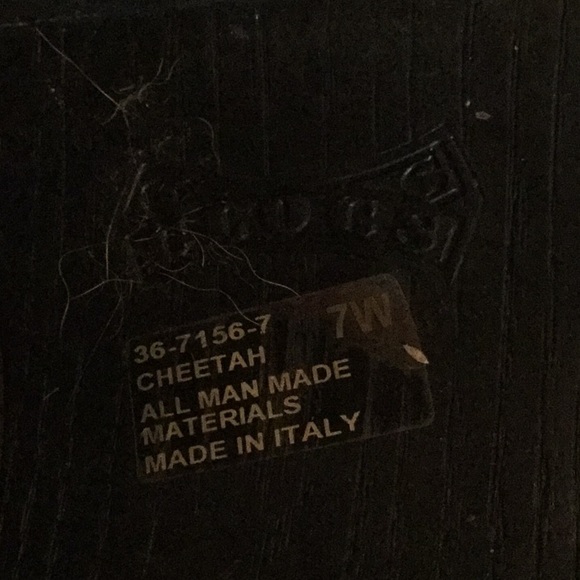 36-7156-7 7W
CHEETAH
ALL MAN MADE
MATERIALS
MADE IN ITALY